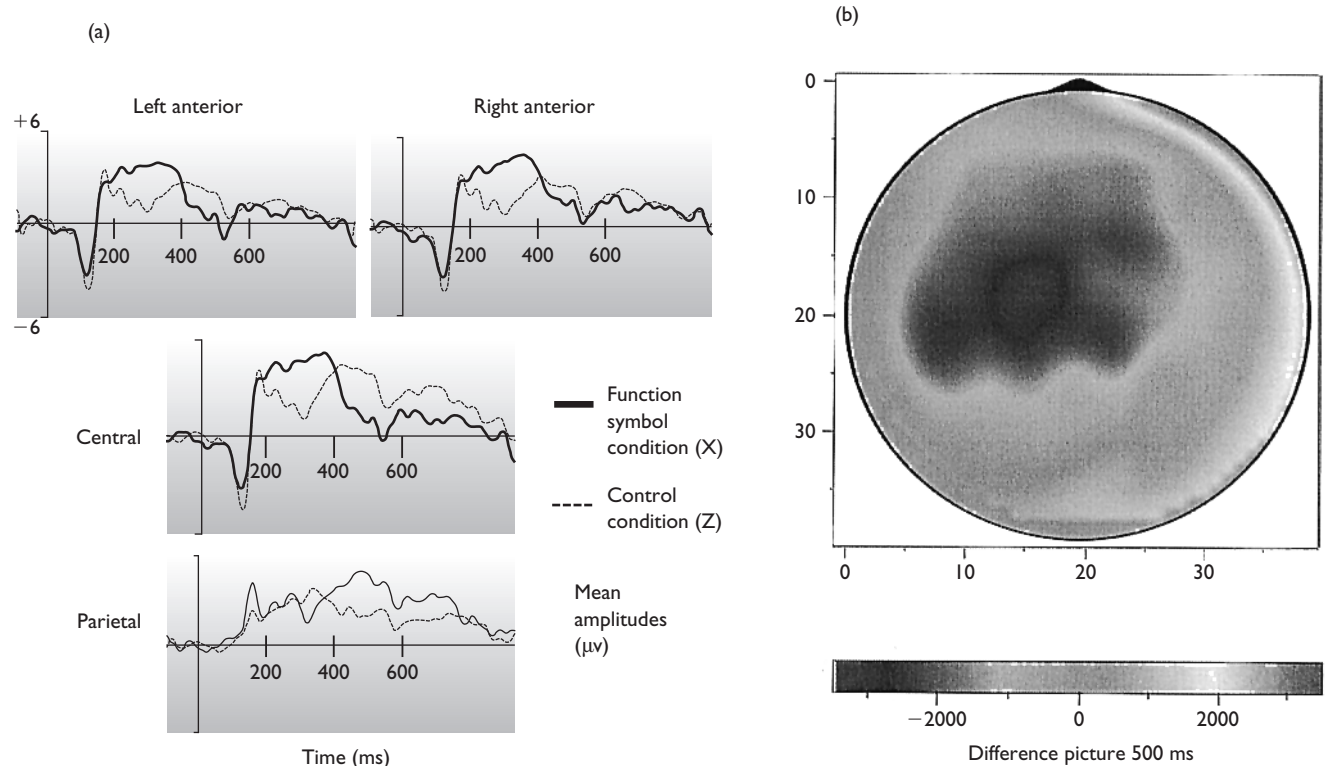 (a)
(b)
Left anterior
Right anterior
+6
−6
200 400 600
200 400 600
Central
200 400 600
Function
symbol
condition (X)
Control
condition (Z)
Parietal
200 400 600
Mean
amplitudes
(μv)
Time (ms)
0
10
20
30
0 10 20 30
−2000 0 2000
Difference picture 500 ms